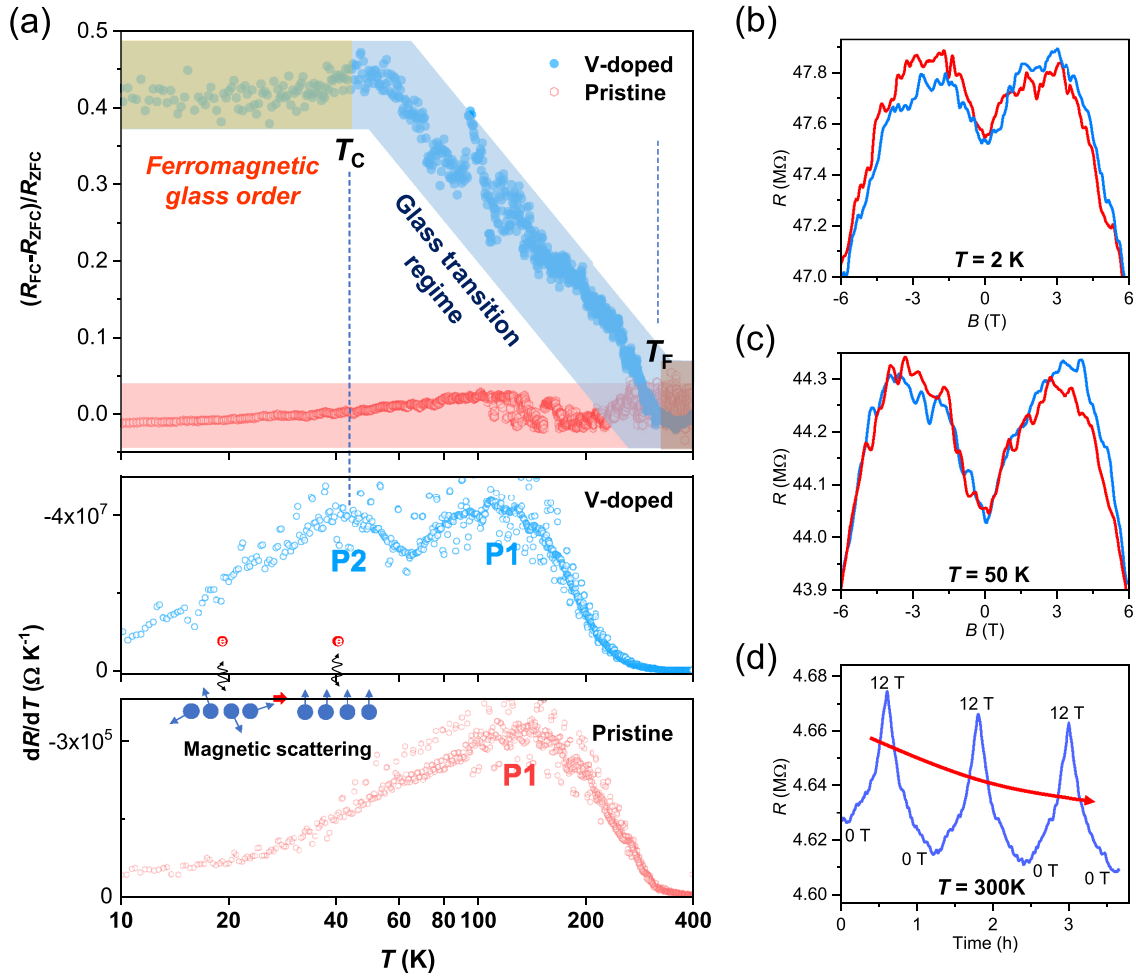 (a)
0.5
0.4
0.3
0.2
0.1
0.0
(R_FC-R_ZFC)/R_ZFC
V-doped
Pristine
T_C
Ferromagnetic
glass order
Glass transition
regime
T_F
V-doped
-4x10⁷
P2
P1
0
e
e
Magnetic scattering
Pristine
-3x10⁵
P1
0
dR/dT (Ω K⁻¹)
10
20
40
60
80
100
200
400
T (K)
(b)
47.8
47.6
47.4
47.2
47.0
R (MΩ)
T = 2 K
-6
-3
0
3
6
B (T)
(c)
44.3
44.2
44.1
44.0
43.9
R (MΩ)
T = 50 K
-6
-3
0
3
6
B (T)
(d)
4.68
4.66
4.64
4.62
4.60
R (MΩ)
12 T
12 T
12 T
0 T
0 T
0 T
0 T
T = 300K
0
1
2
3
Time (h)